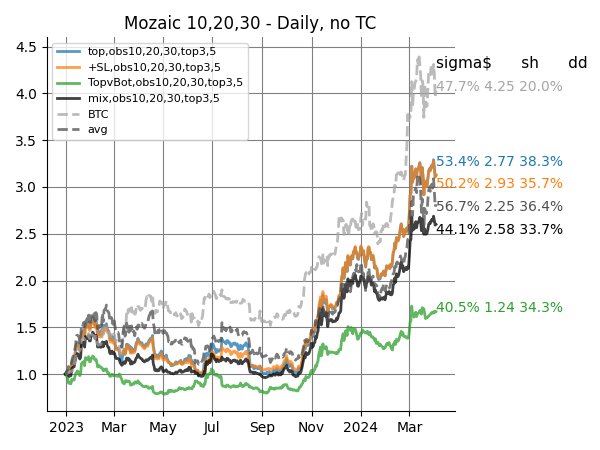 Mozaic 10,20,30 - Daily, no TC
top,obs10,20,30,top3,5
+SL,obs10,20,30,top3,5
TopvBot,obs10,20,30,top3,5
mix,obs10,20,30,top3,5
BTC
avg
sigma$ sh dd
47.7% 4.25 20.0%
53.4% 2.77 38.3%
50.2% 2.93 35.7%
56.7% 2.25 36.4%
44.1% 2.58 33.7%
40.5% 1.24 34.3%
4.5
4.0
3.5
3.0
2.5
2.0
1.5
1.0
2023 Mar May Jul Sep Nov 2024 Mar